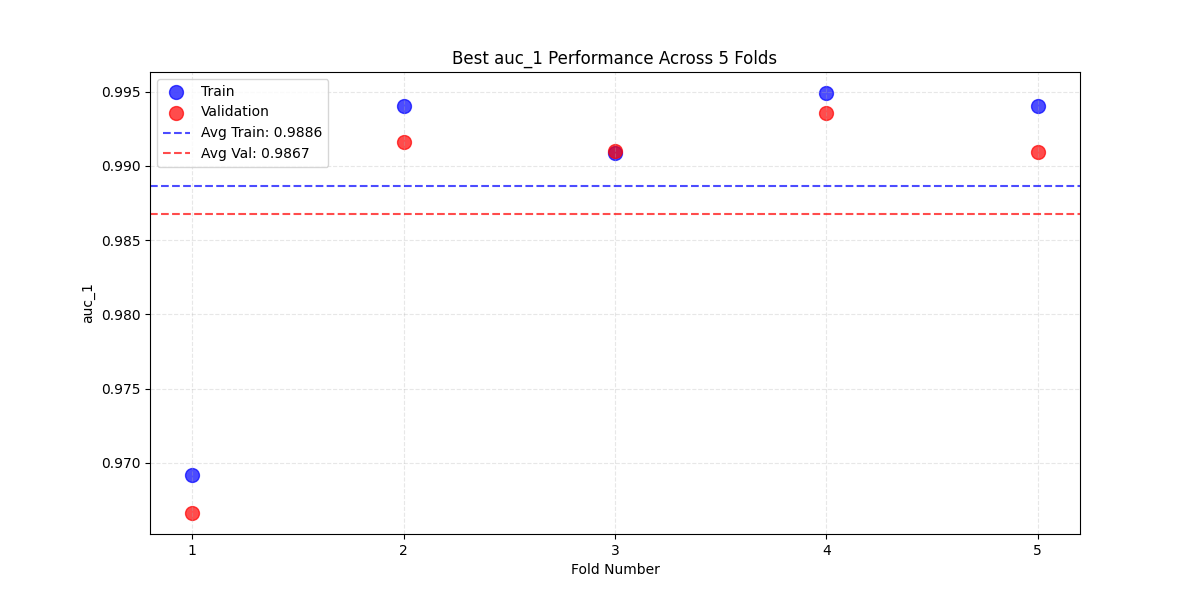 Best auc_1 Performance Across 5 Folds
Train
Validation
Avg Train: 0.9886
Avg Val: 0.9867
0.995
0.990
0.985
0.980
0.975
0.970
auc_1
1 2 3 4 5
Fold Number